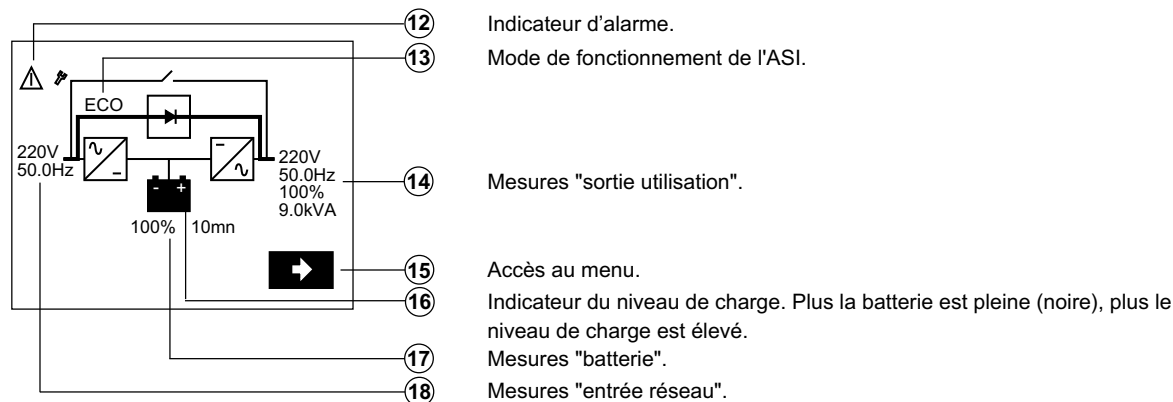 12 Indicateur d'alarme.
13 Mode de fonctionnement de l'ASI.
ECO
220V
50.0Hz
220V
50.0Hz
100%
9.0kVA
- +
100% 10mn
14 Mesures "sortie utilisation".
15 Accès au menu.
16 Indicateur du niveau de charge. Plus la batterie est pleine (noire), plus le
niveau de charge est élevé.
17 Mesures "batterie".
18 Mesures "entrée réseau".